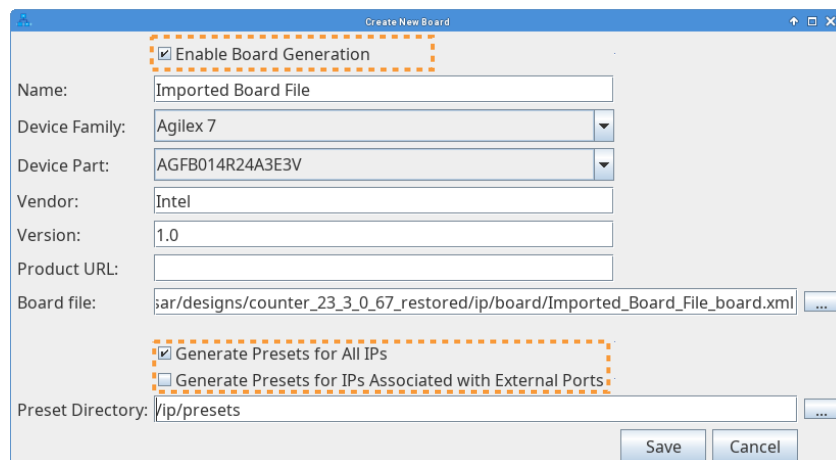 Create New Board
Enable Board Generation
Name: Imported Board File
Device Family: Agilex 7
Device Part: AGFB014R24A3E3V
Vendor: Intel
Version: 1.0
Product URL:
Board file: sar/designs/counter_23_3_0_67_restored/ip/board/Imported_Board_File_board.xml ...
Generate Presets for All IPs
Generate Presets for IPs Associated with External Ports
Preset Directory: /ip/presets ...
Save Cancel